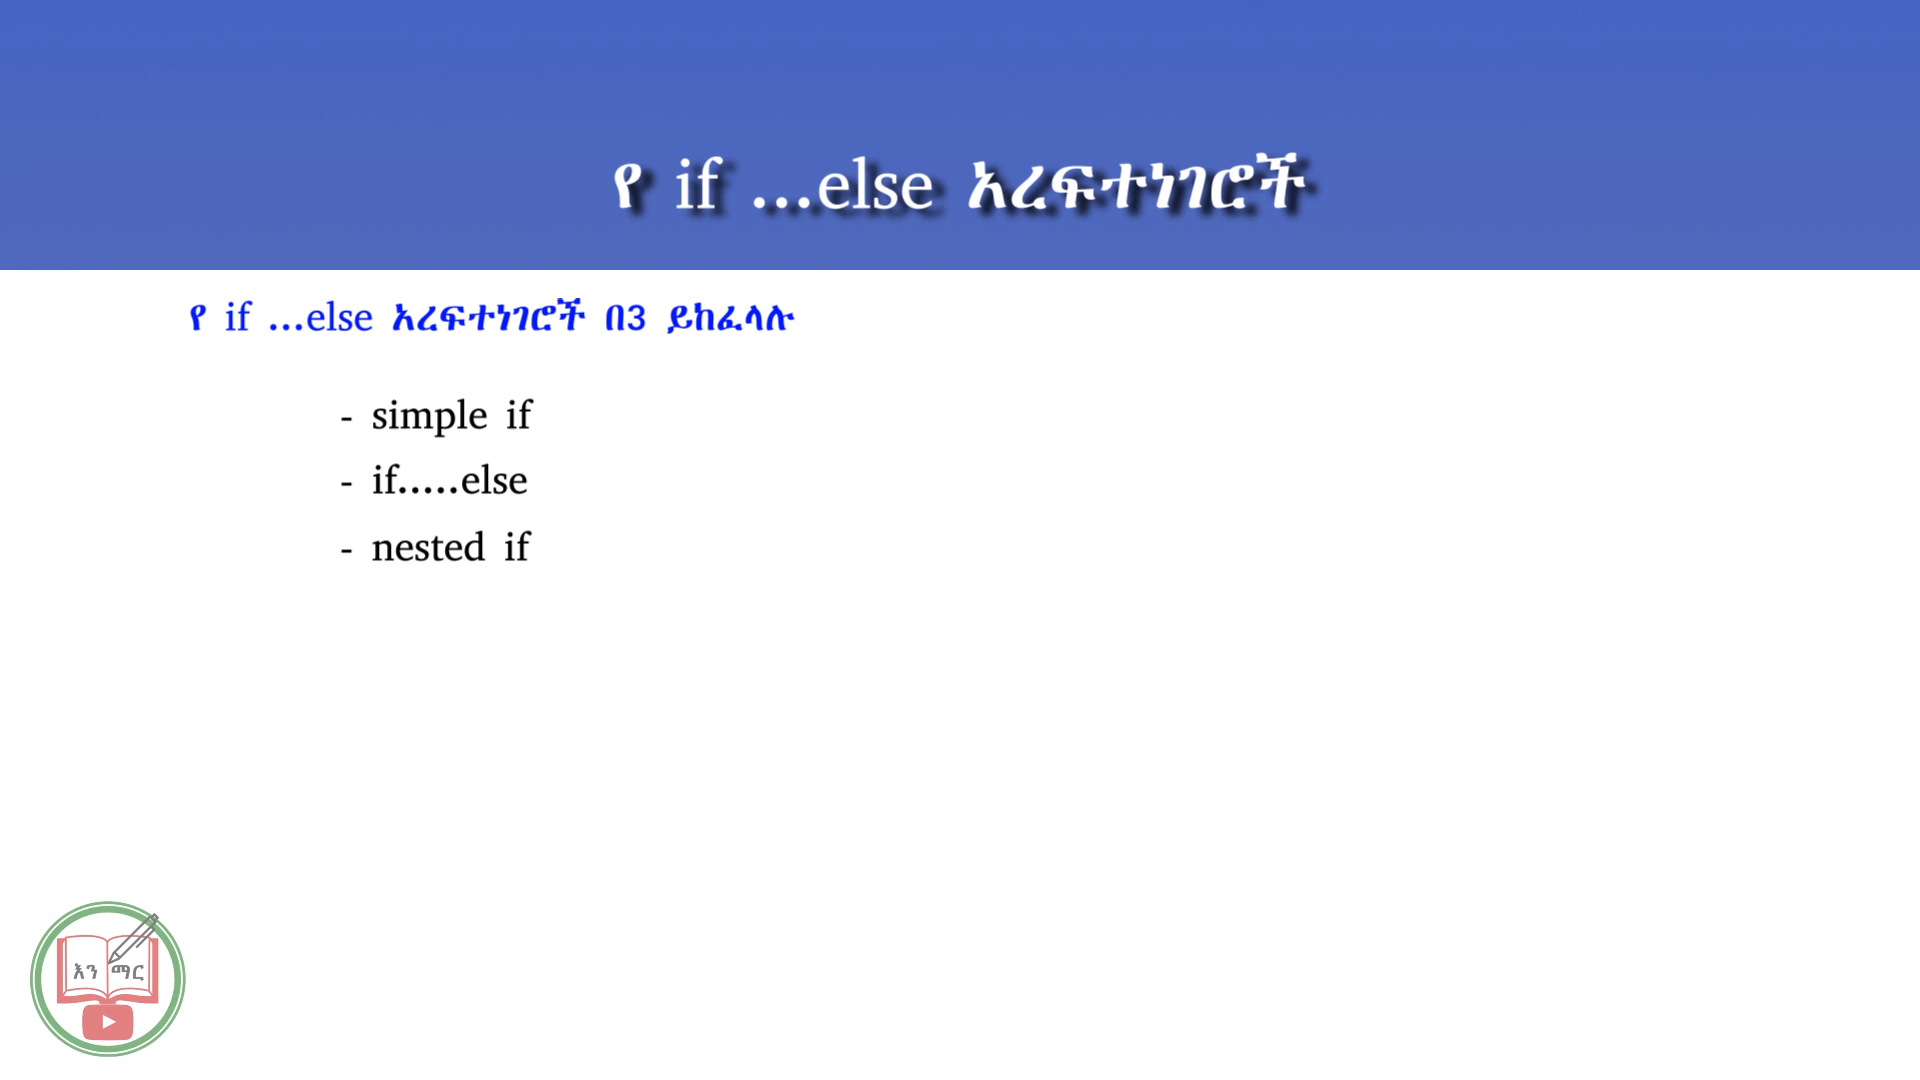 የ if ...else አረፍተነገሮች
የ if ...else አረፍተነገሮች በ3 ይከፈላሉ
- simple if
- if.....else
- nested if
እን ማር